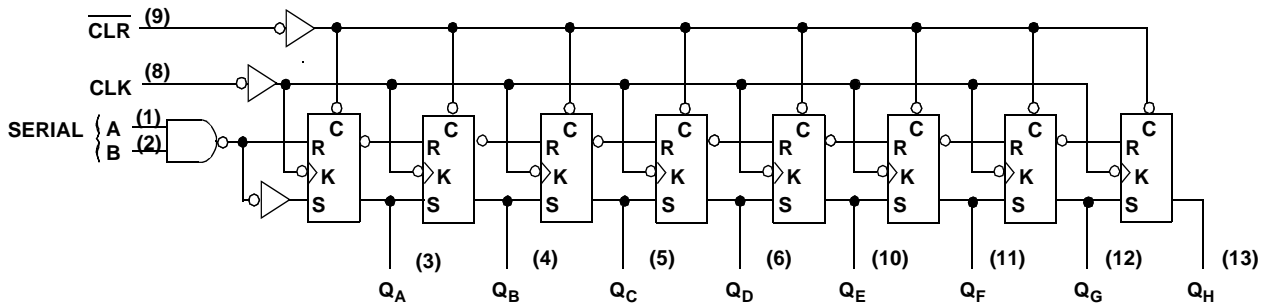 CLR (9)
CLK (8)
SERIAL { A (1)
B (2)
C C C C C C C C
R R R R R R R R
K K K K K K K K
S S S S S S S S
(3) (4) (5) (6) (10) (11) (12) (13)
QA QB QC QD QE QF QG QH